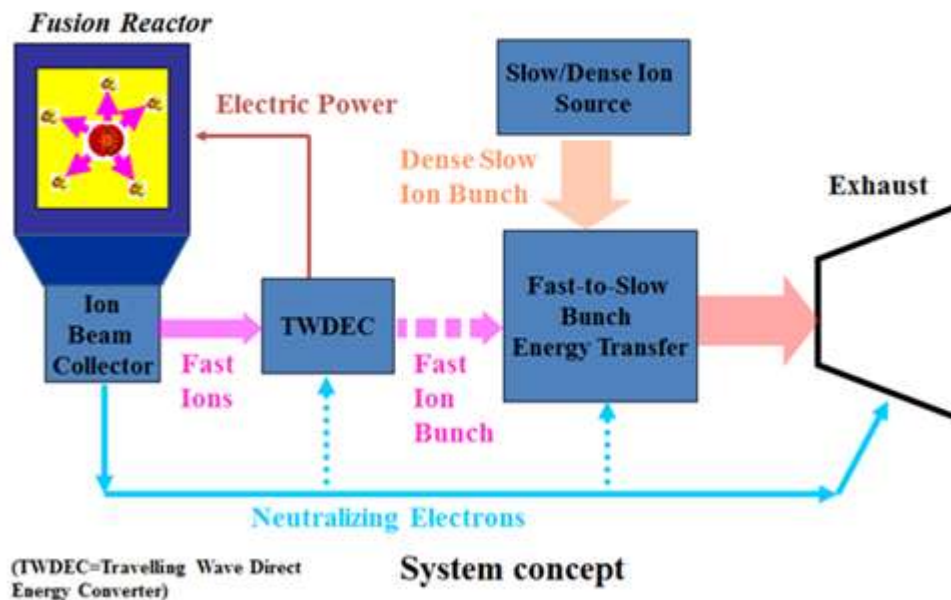 Fusion Reactor
α
α
α
α
α
Electric Power
Slow/Dense Ion
Source
Dense Slow
Ion Bunch
Exhaust
Ion
Beam
Collector
Fast
Ions
TWDEC
Fast
Ion
Bunch
Fast-to-Slow
Bunch
Energy Transfer
Neutralizing Electrons
(TWDEC=Travelling Wave Direct
Energy Converter)
System concept